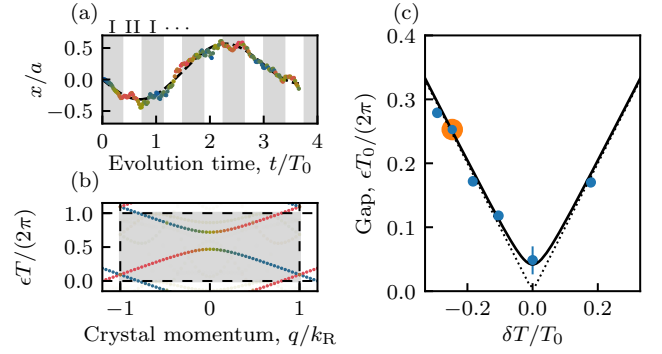 (a)
I II I ···
x/a
0.5
0.0
−0.5
0 1 2 3 4
Evolution time, t/T₀
(b)
ϵT/(2π)
1.0
0.5
0.0
−1 0 1
Crystal momentum, q/k_R
(c)
Gap, ϵT₀/(2π)
0.4
0.3
0.2
0.1
0.0
−0.2 0.0 0.2
δT/T₀